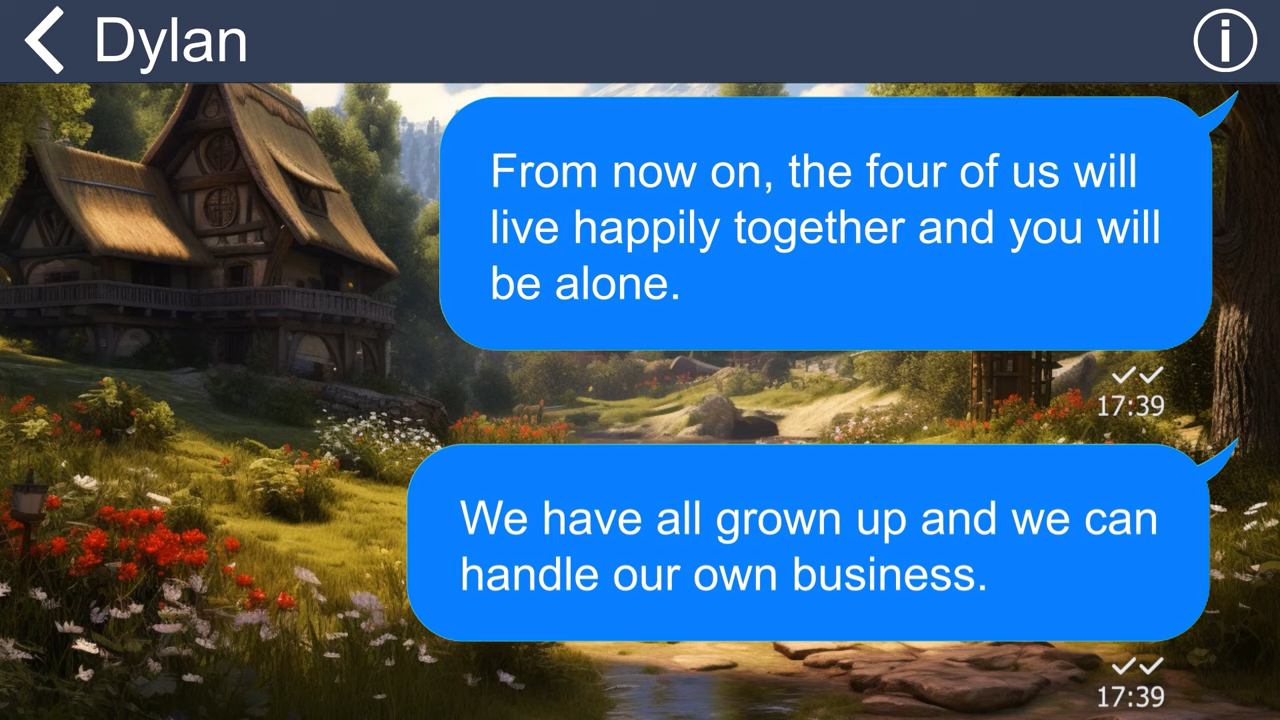 Dylan
From now on, the four of us will
live happily together and you will
be alone.
17:39
We have all grown up and we can
handle our own business.
17:39